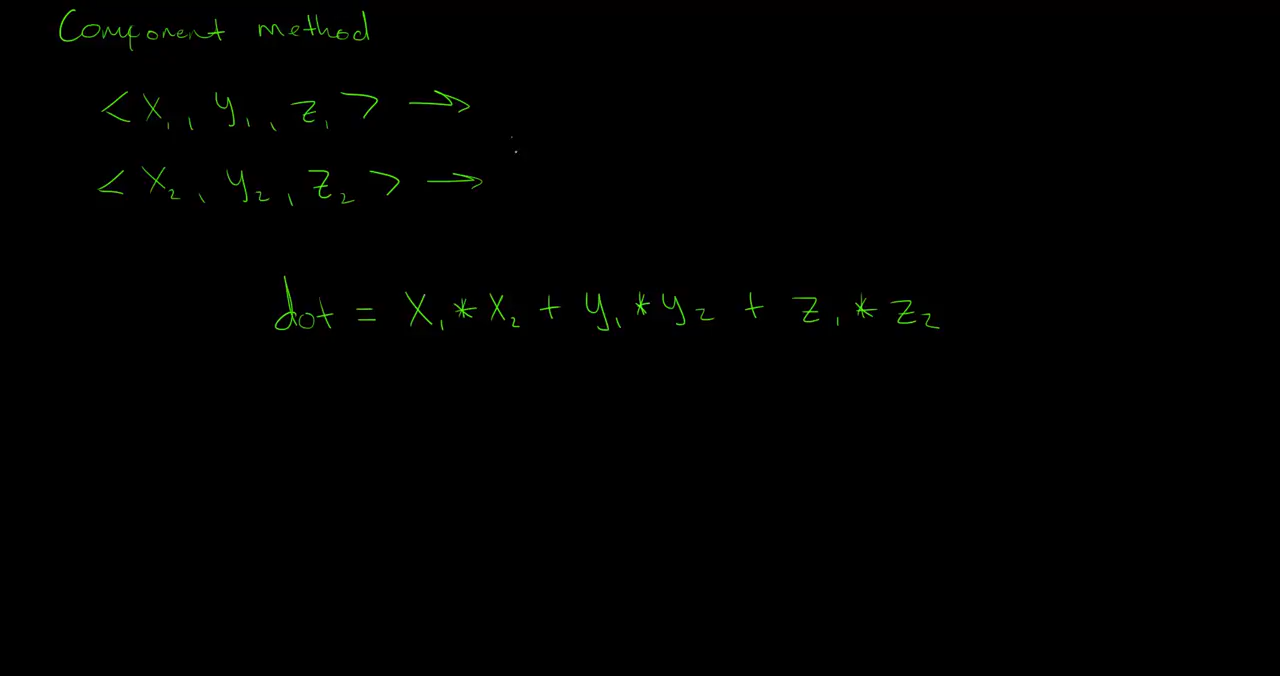 Component method
< x₁, y₁, z₁ > →
< x₂, y₂, z₂ > →
dot = x₁ * x₂ + y₁ * y₂ + z₁ * z₂